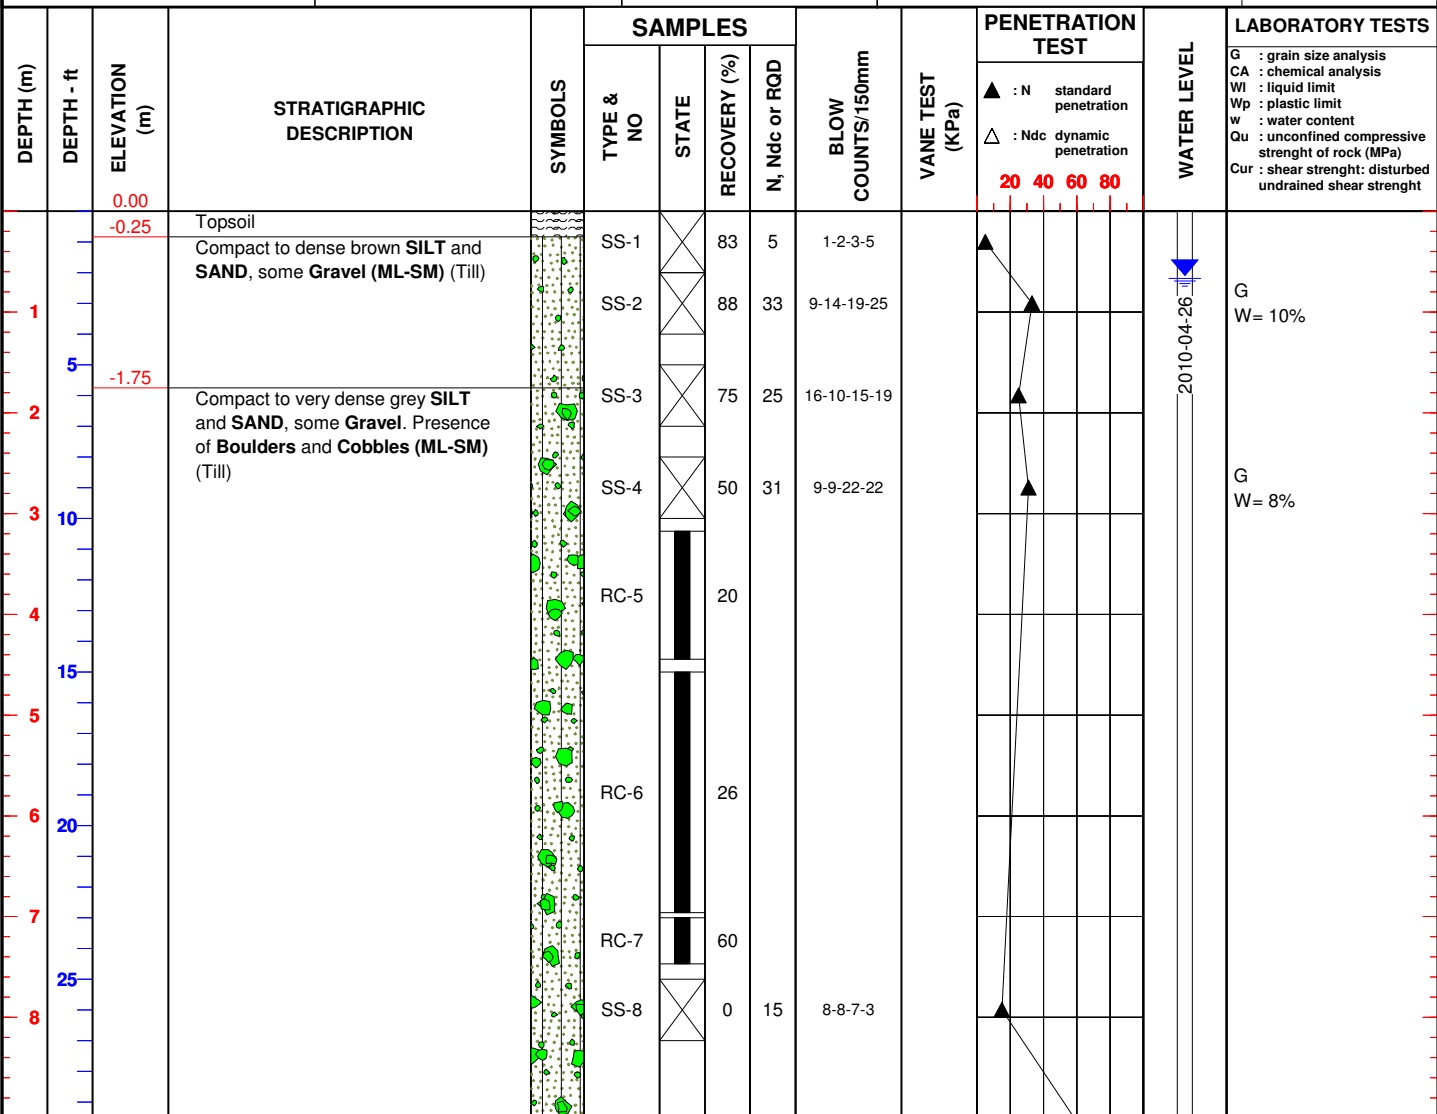 DEPTH (m)
DEPTH - ft
ELEVATION (m)
0.00
STRATIGRAPHIC
DESCRIPTION
SYMBOLS
SAMPLES
TYPE & NO
STATE
RECOVERY (%)
N, Ndc or RQD
BLOW COUNTS/150mm
VANE TEST (KPa)
PENETRATION
TEST
: N standard
penetration
: Ndc dynamic
penetration
20 40 60 80
WATER LEVEL
LABORATORY TESTS
G : grain size analysis
CA : chemical analysis
Wl : liquid limit
Wp : plastic limit
w : water content
Qu : unconfined compressive
strenght of rock (MPa)
Cur : shear strenght: disturbed
undrained shear strenght
-0.25 Topsoil
Compact to dense brown SILT and
SAND, some Gravel (ML-SM) (Till)
SS-1 83 5 1-2-3-5
SS-2 88 33 9-14-19-25
G
W= 10%
1
2010-04-26
5
-1.75
Compact to very dense grey SILT
and SAND, some Gravel. Presence
of Boulders and Cobbles (ML-SM)
(Till)
SS-3 75 25 16-10-15-19
2
SS-4 50 31 9-9-22-22
G
W= 8%
3
10
RC-5 20
4
15
5
RC-6 26
6
20
7
RC-7 60
25
SS-8 0 15 8-8-7-3
8